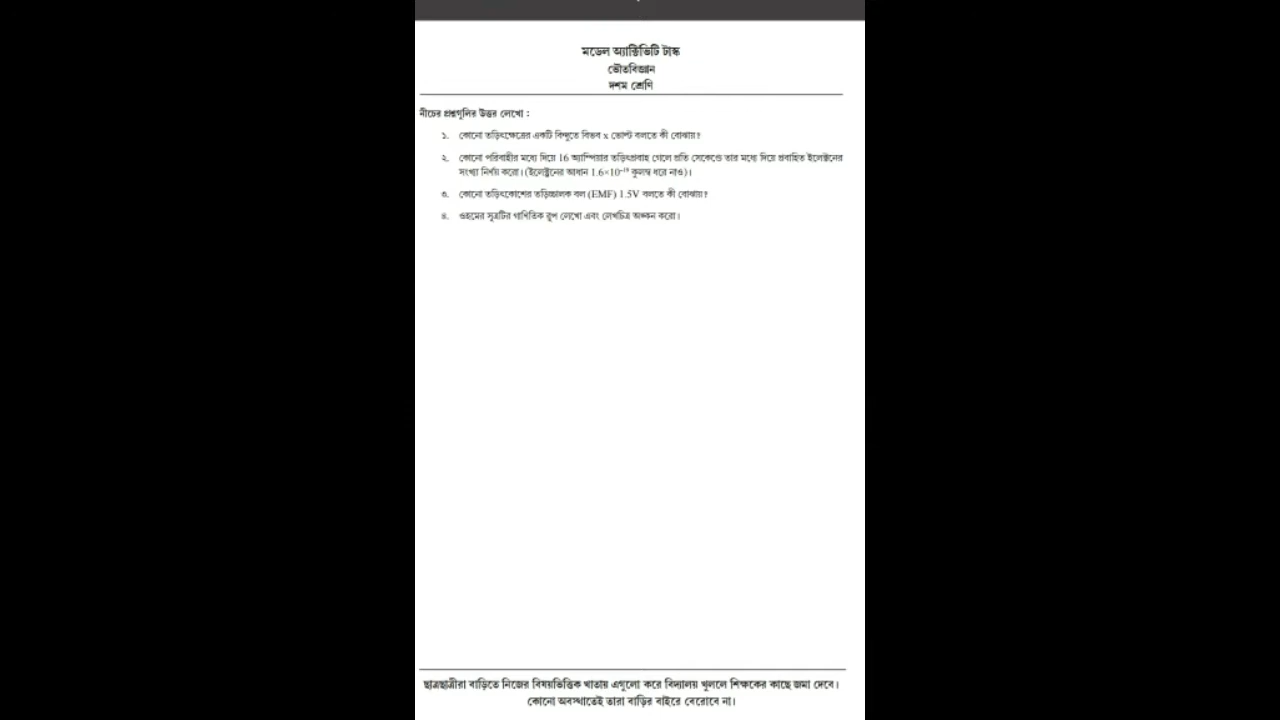 মডেল অ্যাক্টিভিটি টাস্ক
ভৌতবিজ্ঞান
দশম শ্রেণি
নীচের প্রশ্নগুলির উত্তর লেখো :
১. কোনো তড়িৎক্ষেত্রের একটি বিন্দুতে বিভব x ভোল্ট বলতে কী বোঝায়?
২. কোনো পরিবাহীর মধ্যে দিয়ে 16 অ্যাম্পিয়ার তড়িৎপ্রবাহ গেলে প্রতি সেকেন্ডে তার মধ্যে দিয়ে প্রবাহিত ইলেক্টনের
সংখ্যা নির্ণয় করো। (ইলেক্ট্রনের আধান 1.6×10⁻¹⁹ কুলম্ব ধরে নাও)।
৩. কোনো তড়িৎকোশের তড়িচ্চালক বল (EMF) 1.5V বলতে কী বোঝায়?
৪. ওহমের সূত্রটির গাণিতিক রূপ লেখো এবং লেখচিত্র অঙ্কন করো।
ছাত্রছাত্রীরা বাড়িতে নিজের বিষয়ভিত্তিক খাতায় এগুলো করে বিদ্যালয় খুললে শিক্ষকের কাছে জমা দেবে।
কোনো অবস্থাতেই তারা বাড়ির বাইরে বেরোবে না।